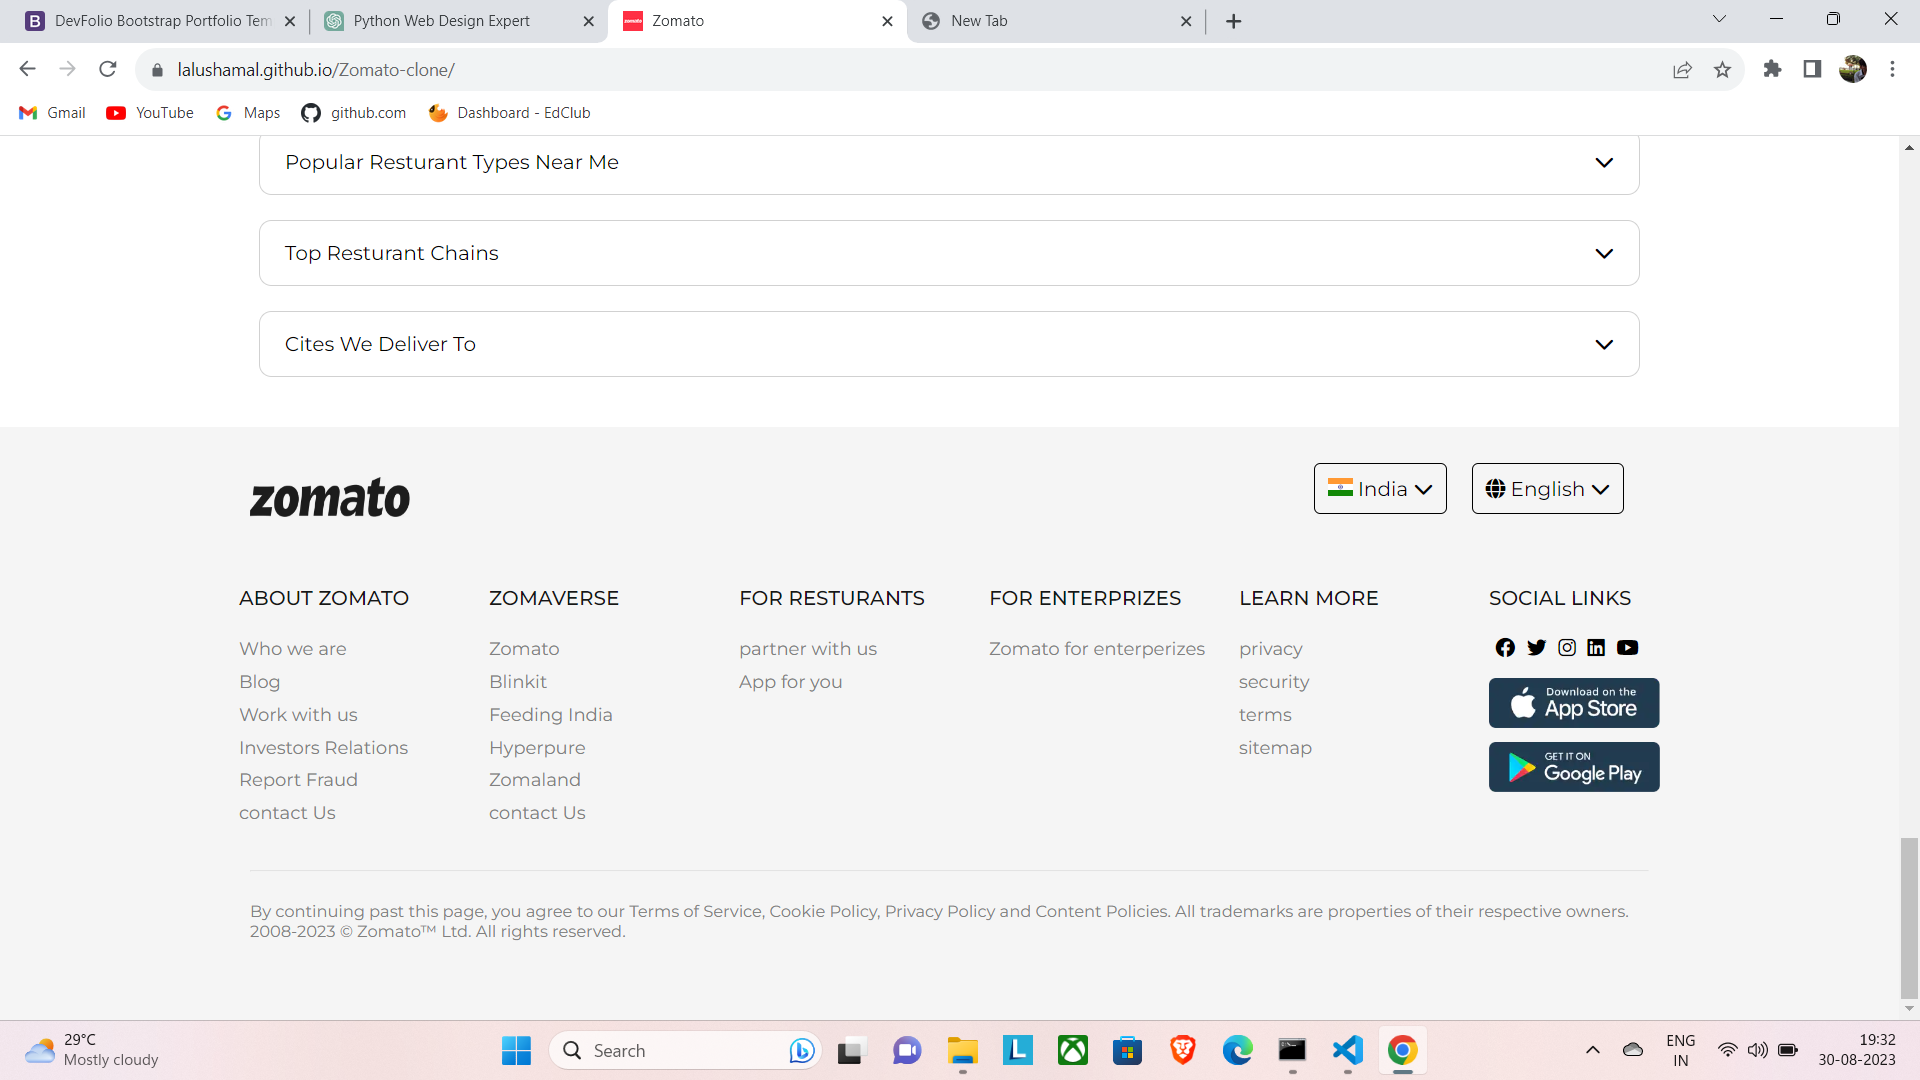 DevFolio Bootstrap Portfolio Tem
Python Web Design Expert
Zomato
New Tab
lalushamal.github.io/Zomato-clone/
Gmail
YouTube
Maps
github.com
Dashboard - EdClub
Popular Resturant Types Near Me
Top Resturant Chains
Cites We Deliver To
zomato
India
English
ABOUT ZOMATO
Who we are
Blog
Work with us
Investors Relations
Report Fraud
contact Us
ZOMAVERSE
Zomato
Blinkit
Feeding India
Hyperpure
Zomaland
contact Us
FOR RESTURANTS
partner with us
App for you
FOR ENTERPRIZES
Zomato for enterperizes
LEARN MORE
privacy
security
terms
sitemap
SOCIAL LINKS
Download on the
App Store
GET IT ON
Google Play
By continuing past this page, you agree to our Terms of Service, Cookie Policy, Privacy Policy and Content Policies. All trademarks are properties of their respective owners.
2008-2023 © Zomato™ Ltd. All rights reserved.
29°C
Mostly cloudy
Search
ENG
IN
19:32
30-08-2023